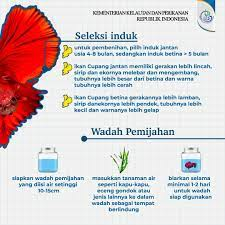 KEMENTERIAN KELAUTAN DAN PERIKANAN
REPUBLIK INDONESIA
Seleksi induk
untuk pembenihan, pilih induk jantan
usia 4-8 bulan, sedangkan induk betina > 5 bulan
Ikan Cupang jantan memiliki gerakan lebih lincah,
sirip dan ekornya melebar dan mengembang,
tubuhnya lebih besar dari betina dan warna
tubuhnya lebih cerah
Ikan Cupang betina gerakannya lebih lamban,
sirip danekornya lebih pendek, tubuhnya lebih
kecil dan warnanya lebih gelap
Wadah Pemijahan
siapkan wadah pemijahan
yang diisi air setinggi
10-15cm
masukkan tanaman air
seperti kapu-kapu,
eceng gondok atau
jenis lainnya ke dalam
wadah sebagai tempat
berlindung
biarkan selama
minimal 1-2 hari
untuk wadah
siap digunakan